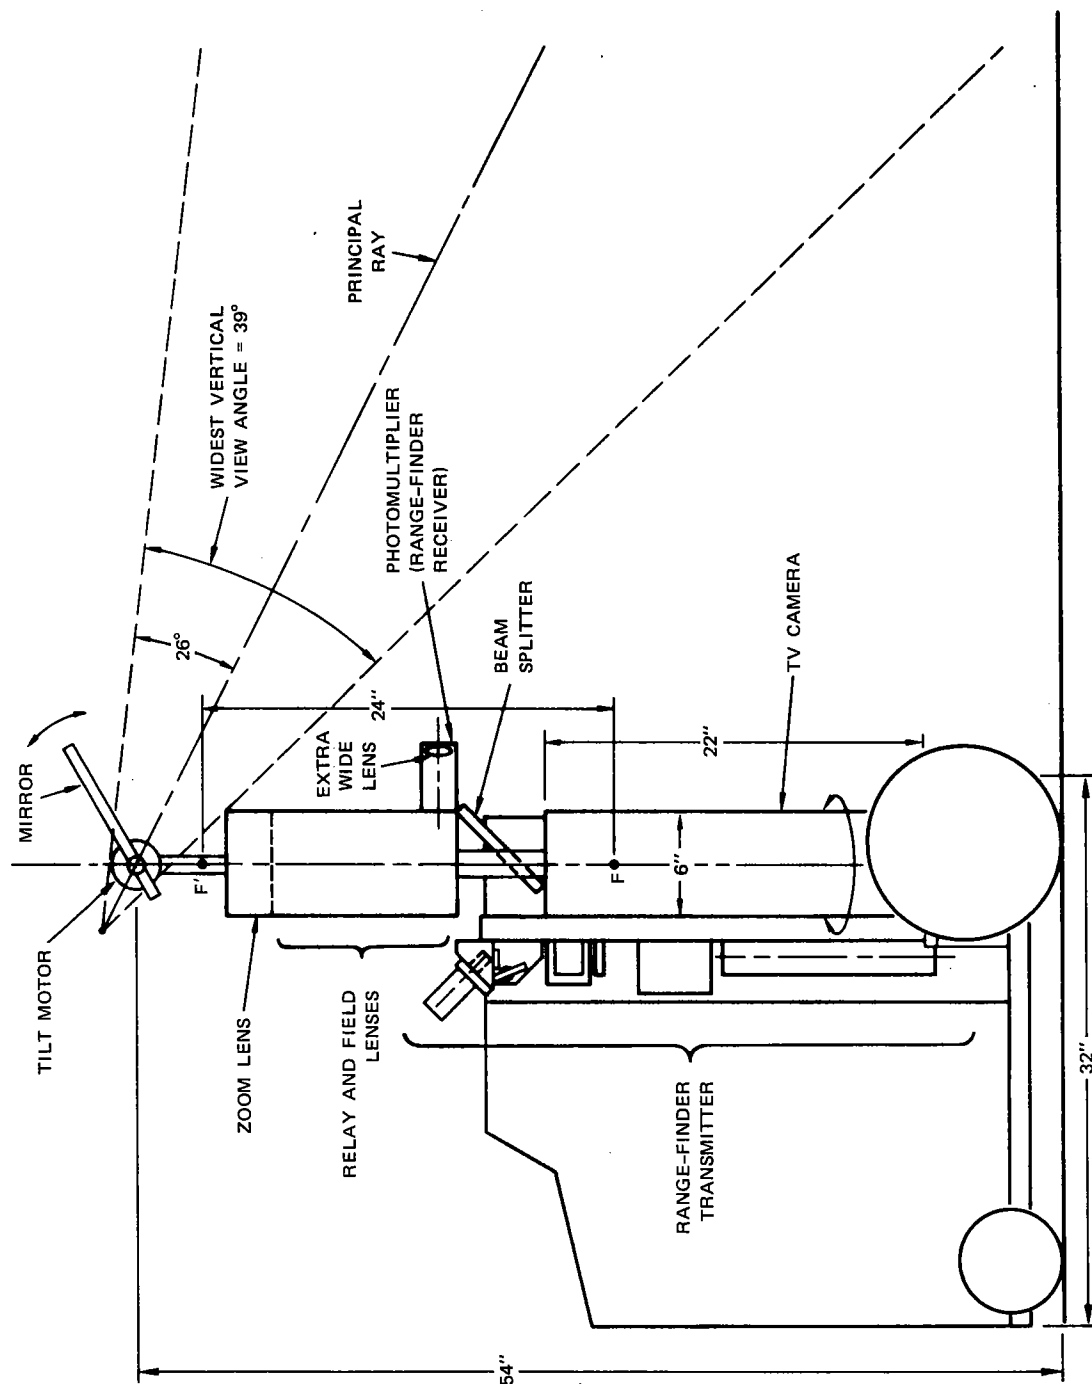 MIRROR
TILT MOTOR
26°
WIDEST VERTICAL
VIEW ANGLE = 39°
PRINCIPAL
RAY
F'
24"
ZOOM LENS
EXTRA
WIDE
LENS
PHOTOMULTIPLIER
(RANGE-FINDER
RECEIVER)
RELAY AND FIELD
LENSES
BEAM
SPLITTER
F
6"
22"
TV CAMERA
RANGE-FINDER
TRANSMITTER
54"
32"